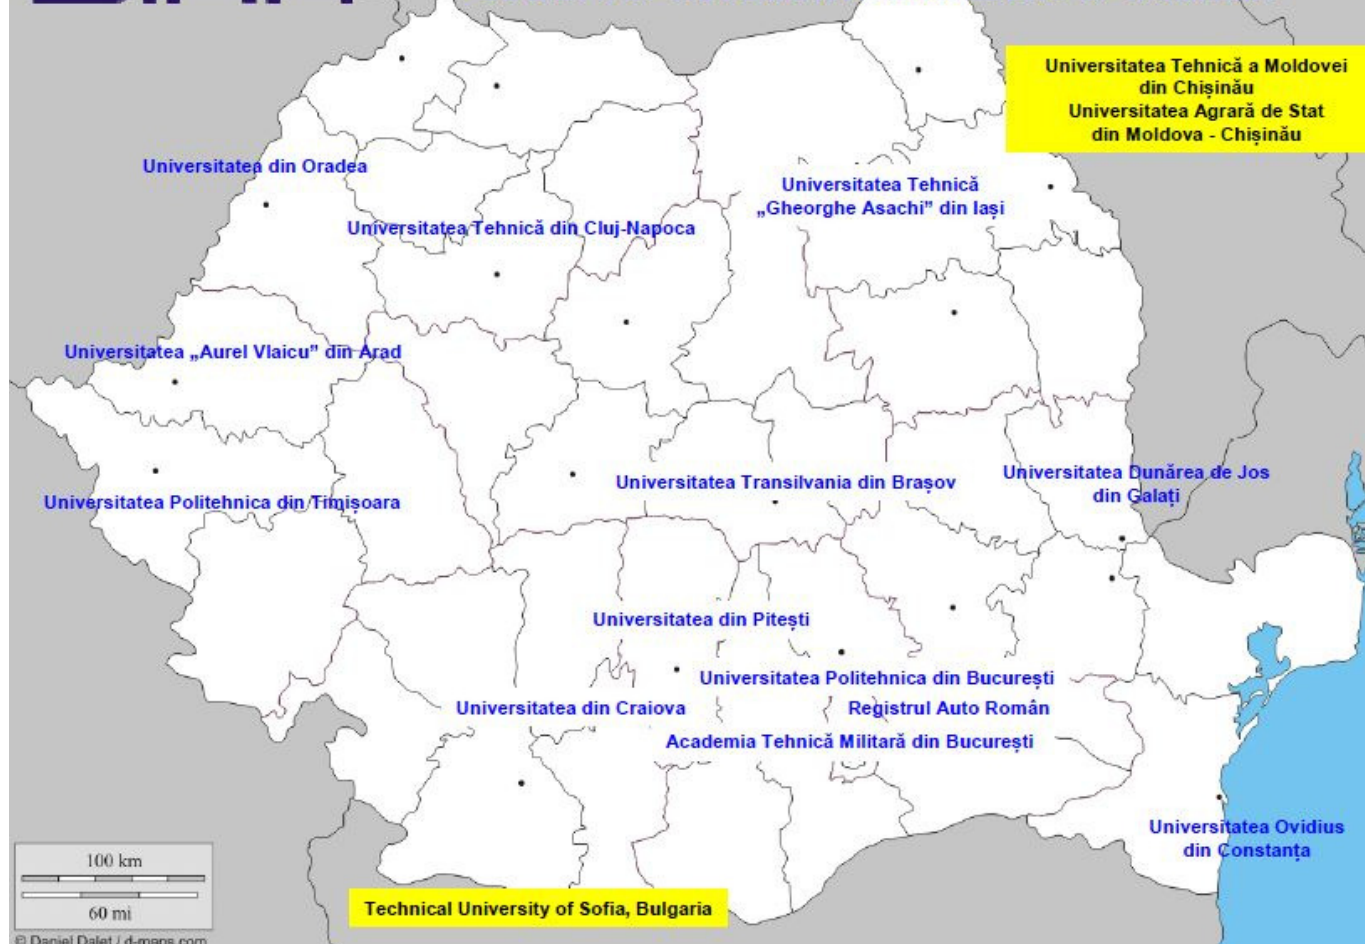 Universitatea Tehnică a Moldovei
din Chișinău
Universitatea Agrară de Stat
din Moldova - Chișinău
Universitatea din Oradea
Universitatea Tehnică
„Gheorghe Asachi” din Iași
Universitatea Tehnică din Cluj-Napoca
Universitatea „Aurel Vlaicu” din Arad
Universitatea Transilvania din Brașov
Universitatea Dunărea de Jos
din Galați
Universitatea Politehnica din Timișoara
Universitatea din Pitești
Universitatea Politehnica din București
Universitatea din Craiova
Registrul Auto Român
Academia Tehnică Militară din București
Universitatea Ovidius
din Constanța
100 km
60 mi
Technical University of Sofia, Bulgaria
© Daniel Dalet / d-maps.com